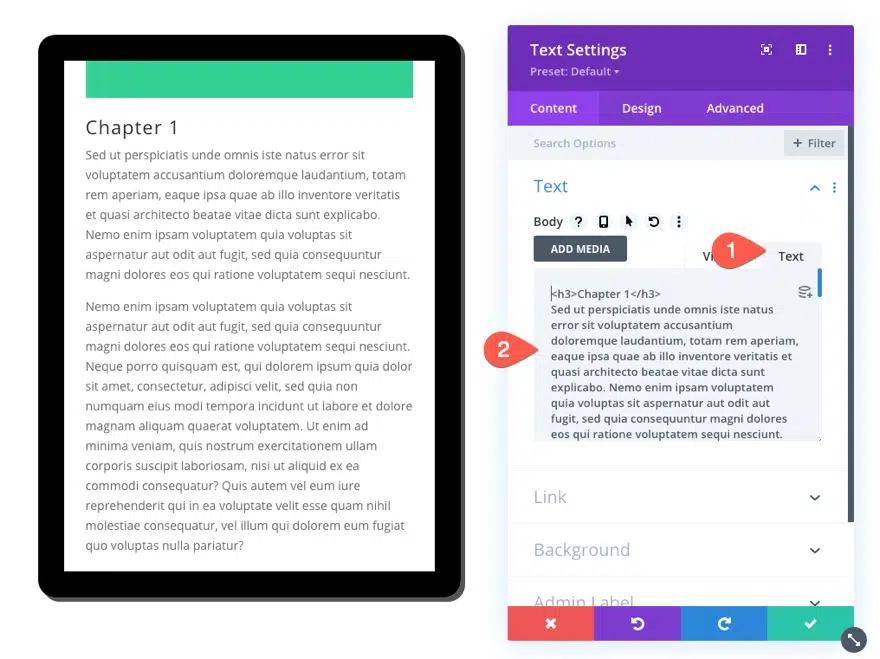 Chapter 1
Sed ut perspiciatis unde omnis iste natus error sit
voluptatem accusantium doloremque laudantium, totam
rem aperiam, eaque ipsa quae ab illo inventore veritatis
et quasi architecto beatae vitae dicta sunt explicabo.
Nemo enim ipsam voluptatem quia voluptas sit
aspernatur aut odit aut fugit, sed quia consequuntur
magni dolores eos qui ratione voluptatem sequi nesciunt.
Nemo enim ipsam voluptatem quia voluptas sit
aspernatur aut odit aut fugit, sed quia consequuntur
magni dolores eos qui ratione voluptatem sequi nesciunt.
Neque porro quisquam est, qui dolorem ipsum quia dolor
sit amet, consectetur, adipisci velit, sed quia non
numquam eius modi tempora incidunt ut labore et dolore
magnam aliquam quaerat voluptatem. Ut enim ad
minima veniam, quis nostrum exercitationem ullam
corporis suscipit laboriosam, nisi ut aliquid ex ea
commodi consequatur? Quis autem vel eum iure
reprehenderit qui in ea voluptate velit esse quam nihil
molestiae consequatur, vel illum qui dolorem eum fugiat
quo voluptas nulla pariatur?
Text Settings
Preset: Default
Content Design Advanced
Search Options + Filter
Text
Body ?
ADD MEDIA
1
Text
2
<h3>Chapter 1</h3>
Sed ut perspiciatis unde omnis iste natus
error sit voluptatem accusantium
doloremque laudantium, totam rem aperiam,
eaque ipsa quae ab illo inventore veritatis et
quasi architecto beatae vitae dicta sunt
explicabo. Nemo enim ipsam voluptatem
quia voluptas sit aspernatur aut odit aut
fugit, sed quia consequuntur magni dolores
eos qui ratione voluptatem sequi nesciunt.
Link
Background
Admin Label